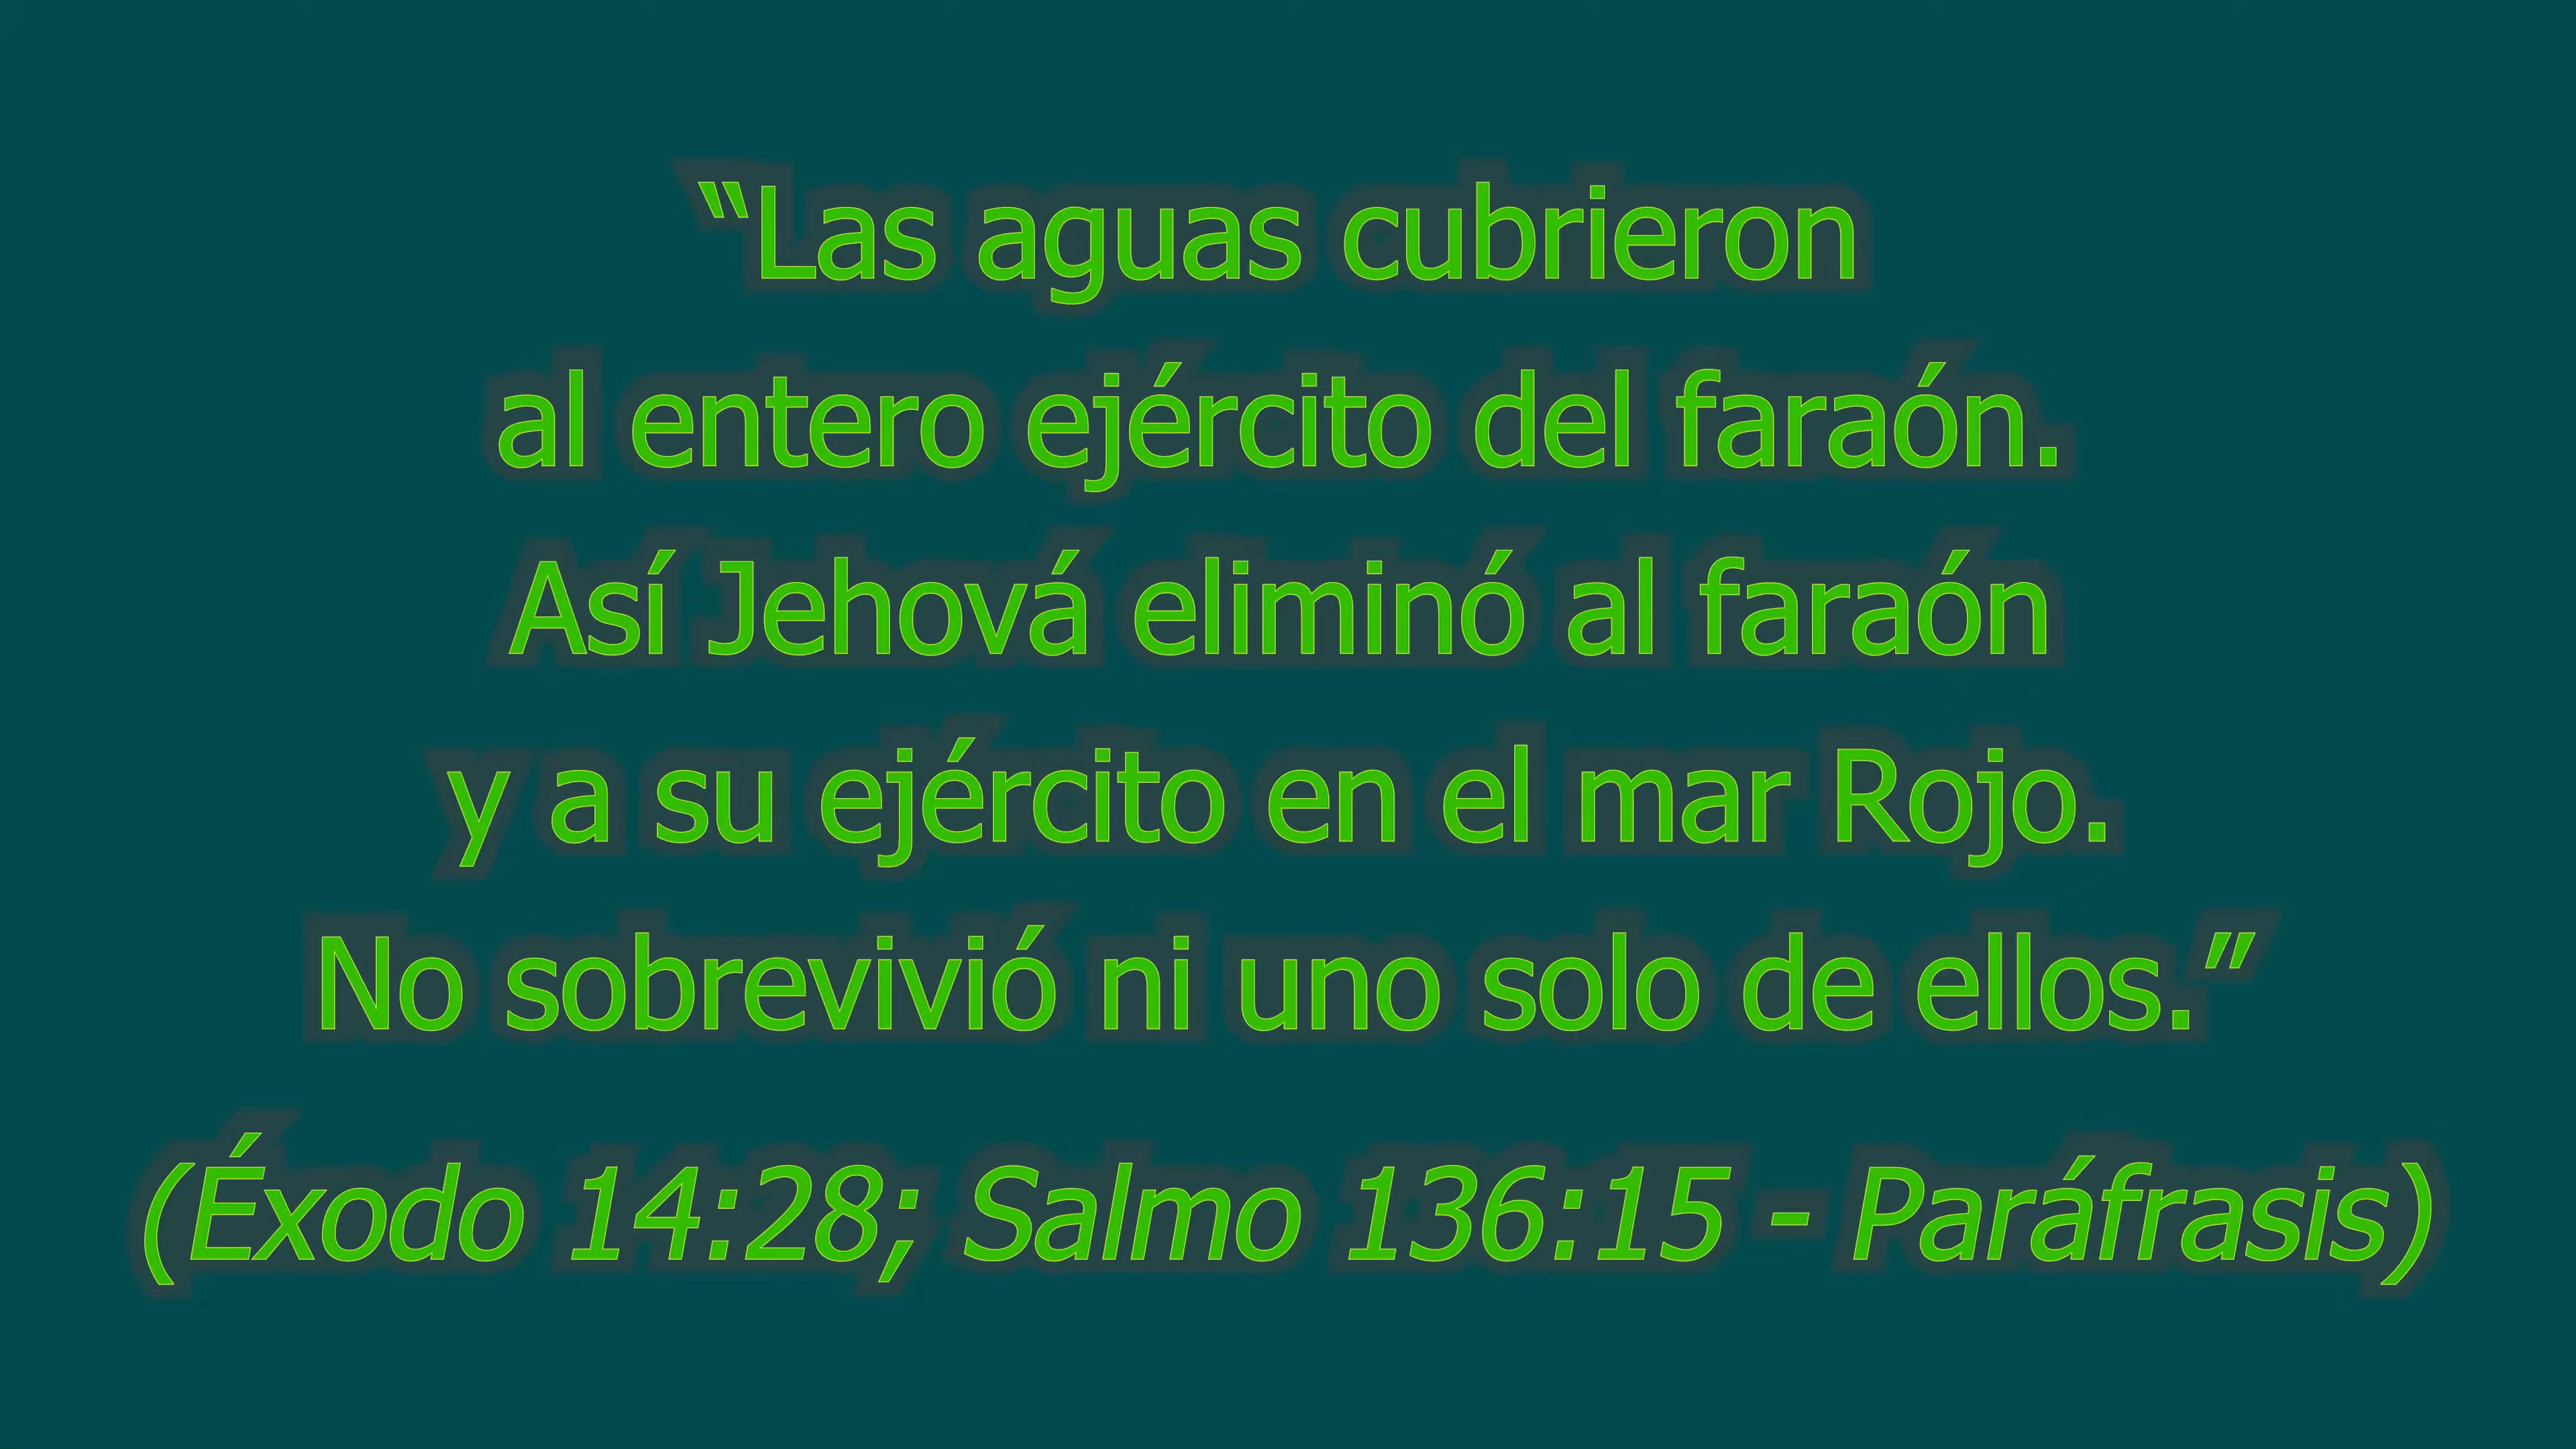 “Las aguas cubrieron
al entero ejército del faraón.
Así Jehová eliminó al faraón
y a su ejército en el mar Rojo.
No sobrevivió ni uno solo de ellos.”
(Éxodo 14:28; Salmo 136:15 - Paráfrasis)